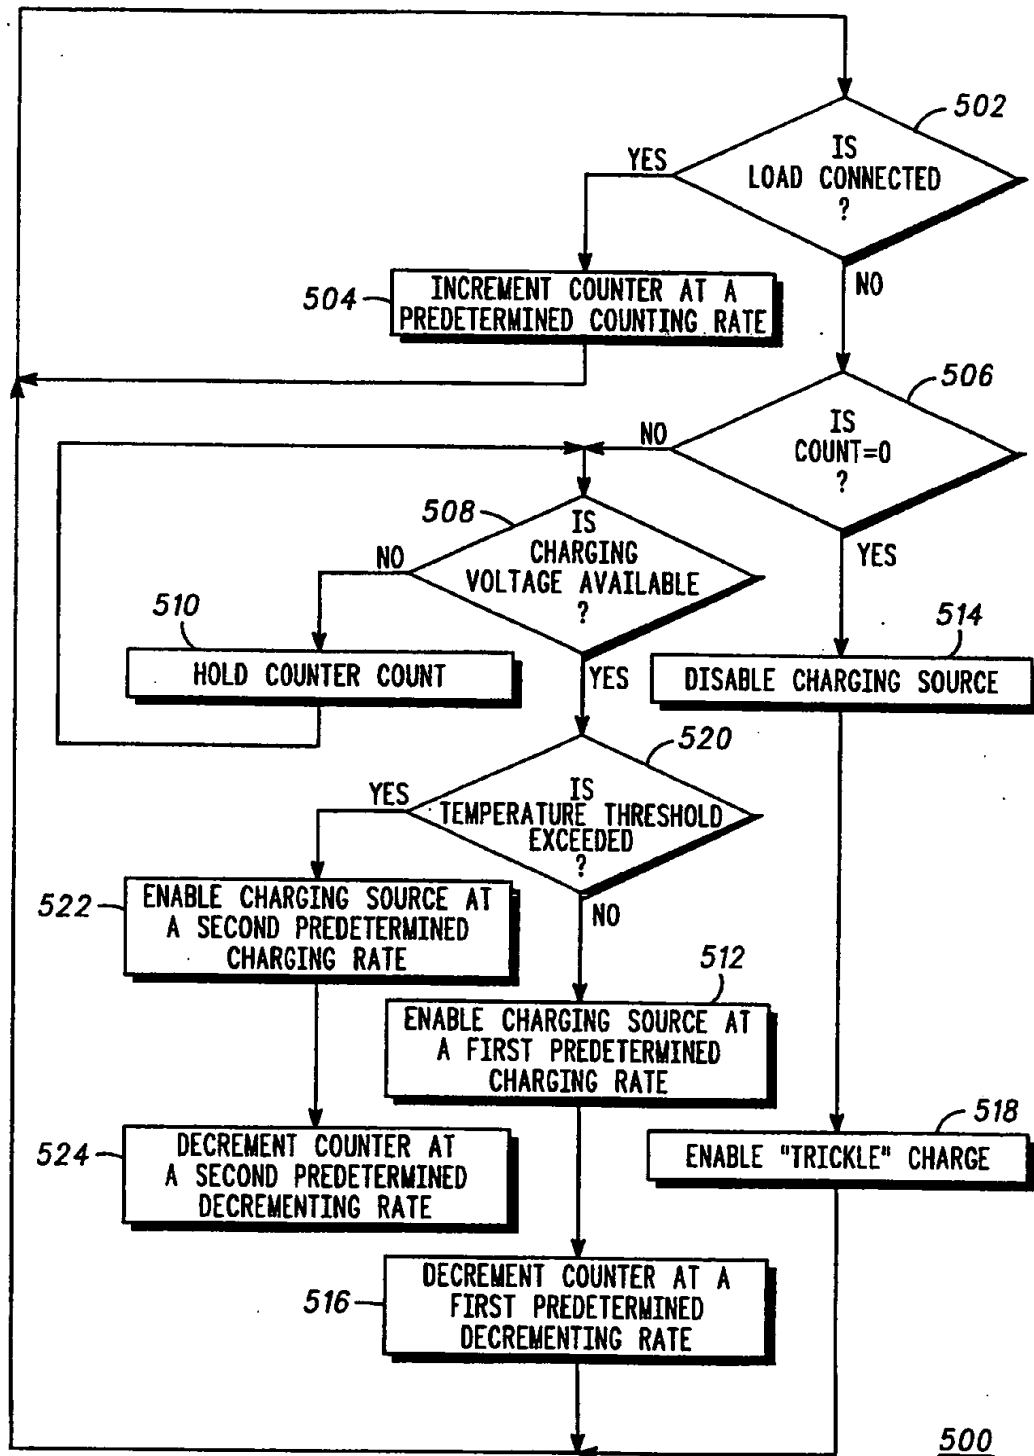 502
IS
LOAD CONNECTED
?
YES
NO
504
INCREMENT COUNTER AT A
PREDETERMINED COUNTING RATE
506
IS
COUNT=0
?
NO
YES
508
IS
CHARGING
VOLTAGE AVAILABLE
?
NO
YES
510
HOLD COUNTER COUNT
514
DISABLE CHARGING SOURCE
520
IS
TEMPERATURE THRESHOLD
EXCEEDED
?
YES
NO
522
ENABLE CHARGING SOURCE AT
A SECOND PREDETERMINED
CHARGING RATE
512
ENABLE CHARGING SOURCE AT
A FIRST PREDETERMINED
CHARGING RATE
524
DECREMENT COUNTER AT
A SECOND PREDETERMINED
DECREMENTING RATE
518
ENABLE "TRICKLE" CHARGE
516
DECREMENT COUNTER AT A
FIRST PREDETERMINED
DECREMENTING RATE
500